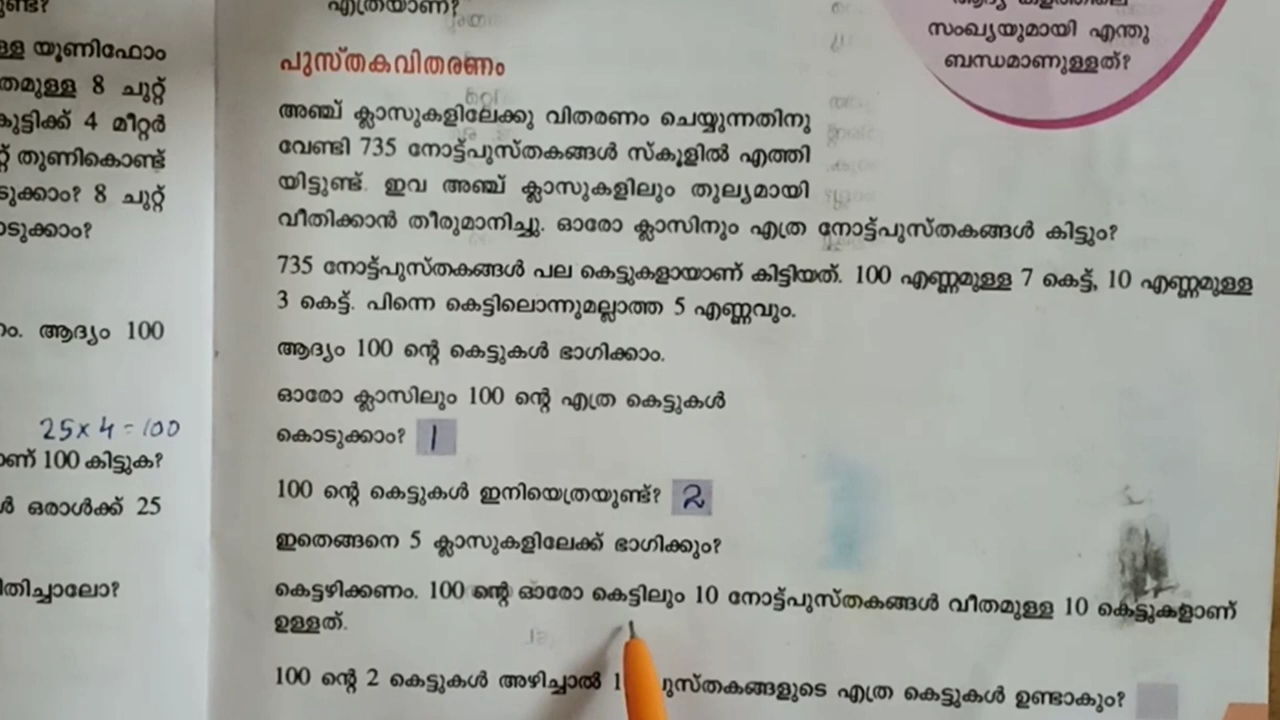 എത്രയാണ്?
സംഖ്യയുമായി എന്തു
ബന്ധമാണുള്ളത്?
യൂണിഫോം
8 ചുറ്റ്
4 മീറ്റർ
തുണികൊണ്ട്
8 ചുറ്റ്
ആദ്യം 100
25 x 4 = 100
100 കിട്ടുക?
ഒരാൾക്ക് 25
പുസ്തകവിതരണം
അഞ്ച് ക്ലാസുകളിലേക്കു വിതരണം ചെയ്യുന്നതിനു
വേണ്ടി 735 നോട്ട്പുസ്തകങ്ങൾ സ്കൂളിൽ എത്തി
യിട്ടുണ്ട്. ഇവ അഞ്ച് ക്ലാസുകളിലും തുല്യമായി
വീതിക്കാൻ തീരുമാനിച്ചു. ഓരോ ക്ലാസിനും എത്ര നോട്ട്പുസ്തകങ്ങൾ കിട്ടും?
735 നോട്ട്പുസ്തകങ്ങൾ പല കെട്ടുകളായാണ് കിട്ടിയത്. 100 എണ്ണമുള്ള 7 കെട്ട്, 10 എണ്ണമുള്ള
3 കെട്ട്. പിന്നെ കെട്ടിലൊന്നുമല്ലാത്ത 5 എണ്ണവും.
ആദ്യം 100 ന്റെ കെട്ടുകൾ ഭാഗിക്കാം.
ഓരോ ക്ലാസിലും 100 ന്റെ എത്ര കെട്ടുകൾ
കൊടുക്കാം? 1
100 ന്റെ കെട്ടുകൾ ഇനിയെത്രയുണ്ട്? 2
ഇതെങ്ങനെ 5 ക്ലാസുകളിലേക്ക് ഭാഗിക്കും?
കെട്ടഴിക്കണം. 100 ന്റെ ഓരോ കെട്ടിലും 10 നോട്ട്പുസ്തകങ്ങൾ വീതമുള്ള 10 കെട്ടുകളാണ്
ഉള്ളത്.
100 ന്റെ 2 കെട്ടുകൾ അഴിച്ചാൽ എത്ര കെട്ടുകൾ ഉണ്ടാകും?